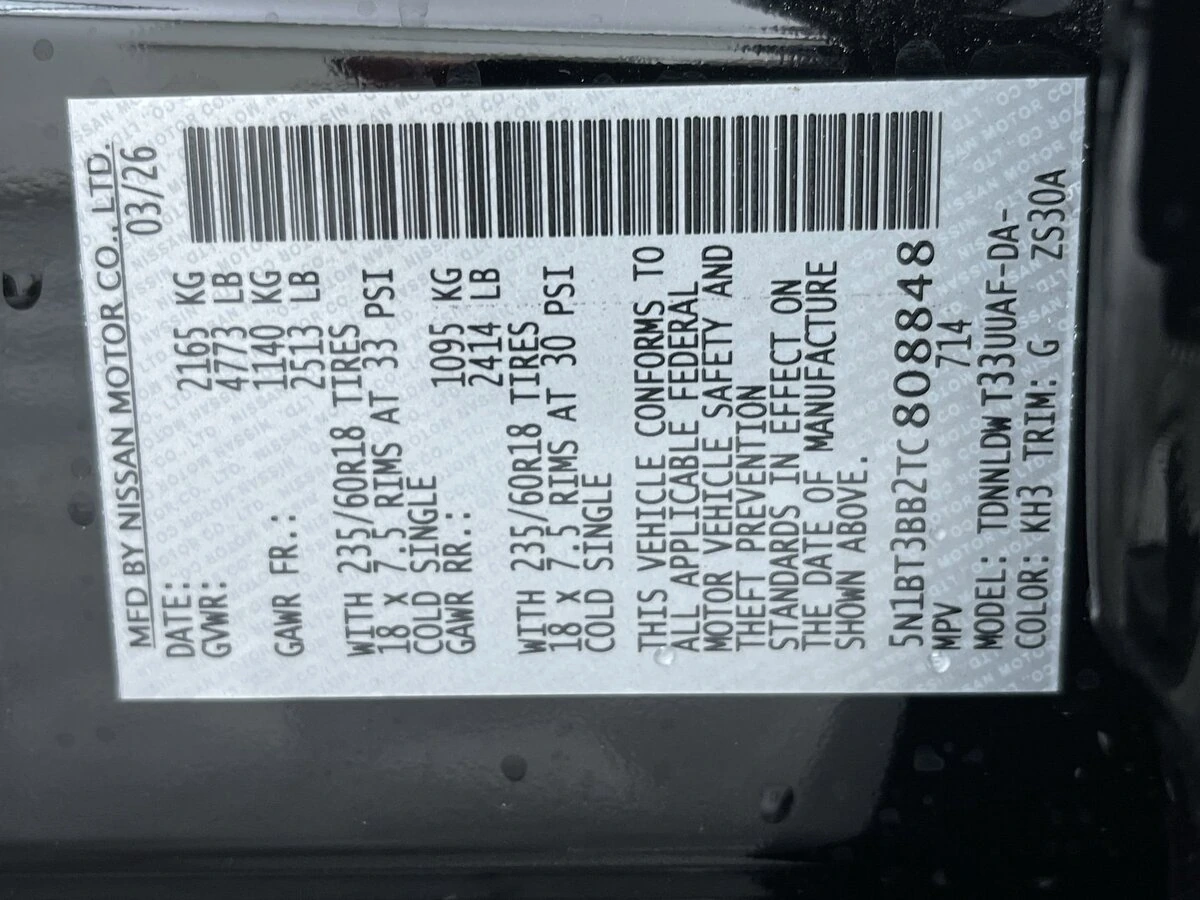 MFD BY NISSAN MOTOR CO., LTD.
DATE: 03/26
GVWR: 2165 KG
4773 LB
GAWR FR.: 1140 KG
2513 LB
WITH 235/60R18 TIRES
18 X 7.5 RIMS AT 33 PSI
COLD SINGLE
GAWR RR.: 1095 KG
2414 LB
WITH 235/60R18 TIRES
18 X 7.5 RIMS AT 30 PSI
COLD SINGLE
THIS VEHICLE CONFORMS TO
ALL APPLICABLE FEDERAL
MOTOR VEHICLE SAFETY AND
THEFT PREVENTION
STANDARDS IN EFFECT ON
THE DATE OF MANUFACTURE
SHOWN ABOVE.
5N1BT3BB2TC808848
MPV 714
MODEL: TDNNLDW T33UUAF-DA-
COLOR: KH3 TRIM: G ZS30A